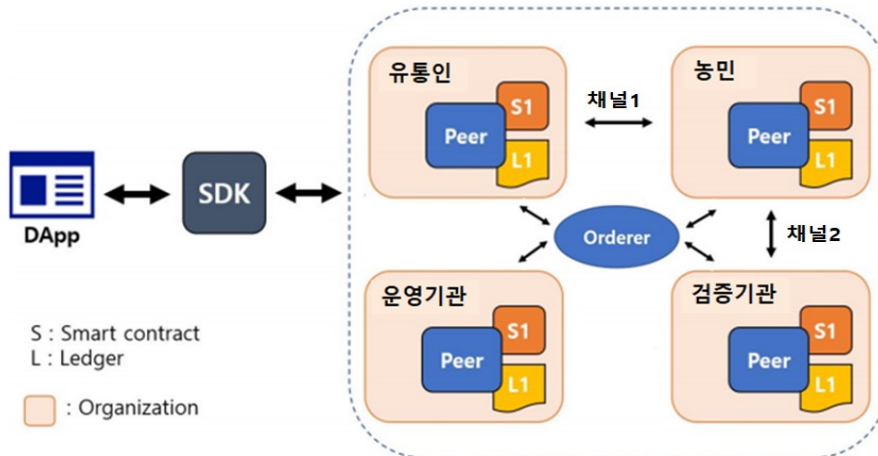 유통인
S1
Peer
L1
채널1
농민
S1
Peer
L1
DApp
SDK
Orderer
채널2
운영기관
S1
Peer
L1
검증기관
S1
Peer
L1
S : Smart contract
L : Ledger
: Organization